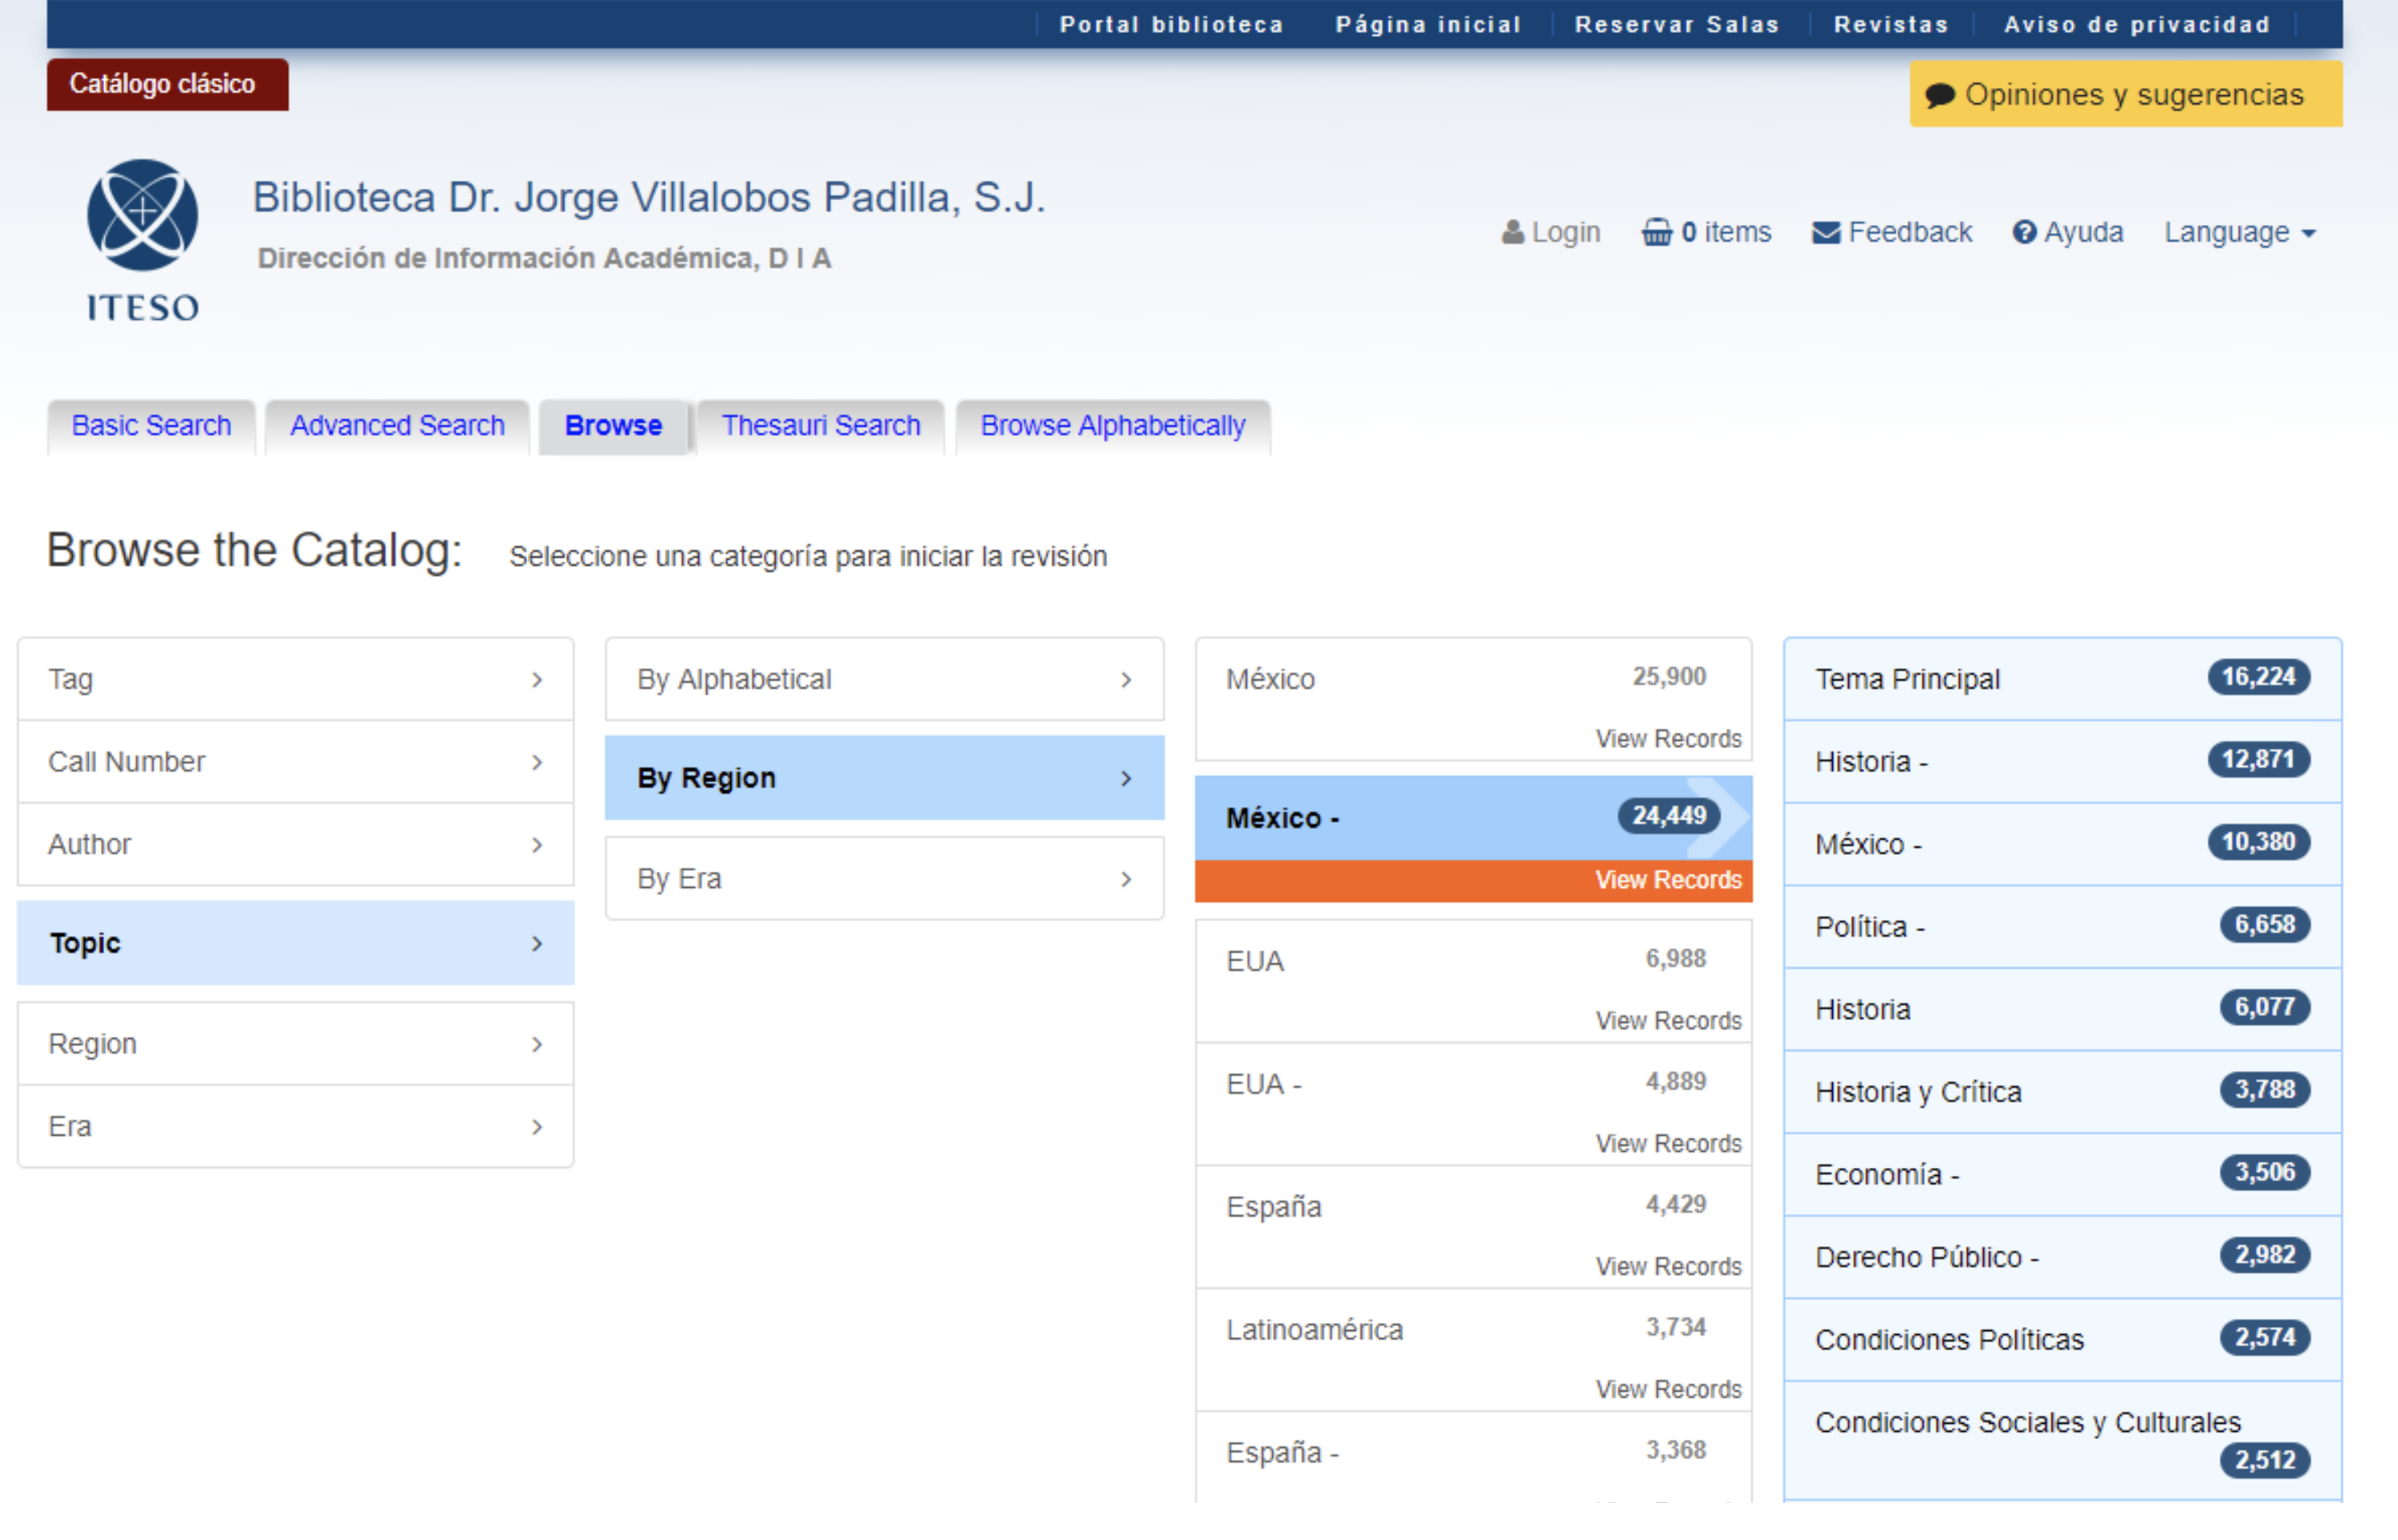 Portal biblioteca Página inicial Reservar Salas Revistas Aviso de privacidad
Catálogo clásico
Opiniones y sugerencias
Biblioteca Dr. Jorge Villalobos Padilla, S.J.
Dirección de Información Académica, D I A
ITESO
Login 0 items Feedback Ayuda Language
Basic Search Advanced Search Browse Thesauri Search Browse Alphabetically
Browse the Catalog: Seleccione una categoría para iniciar la revisión
Tag
Call Number
Author
Topic
Region
Era
By Alphabetical
By Region
By Era
México 25,900
View Records
México - 24,449
View Records
EUA 6,988
View Records
EUA - 4,889
View Records
España 4,429
View Records
Latinoamérica 3,734
View Records
España - 3,368
Tema Principal 16,224
Historia - 12,871
México - 10,380
Política - 6,658
Historia 6,077
Historia y Crítica 3,788
Economía - 3,506
Derecho Público - 2,982
Condiciones Políticas 2,574
Condiciones Sociales y Culturales
2,512